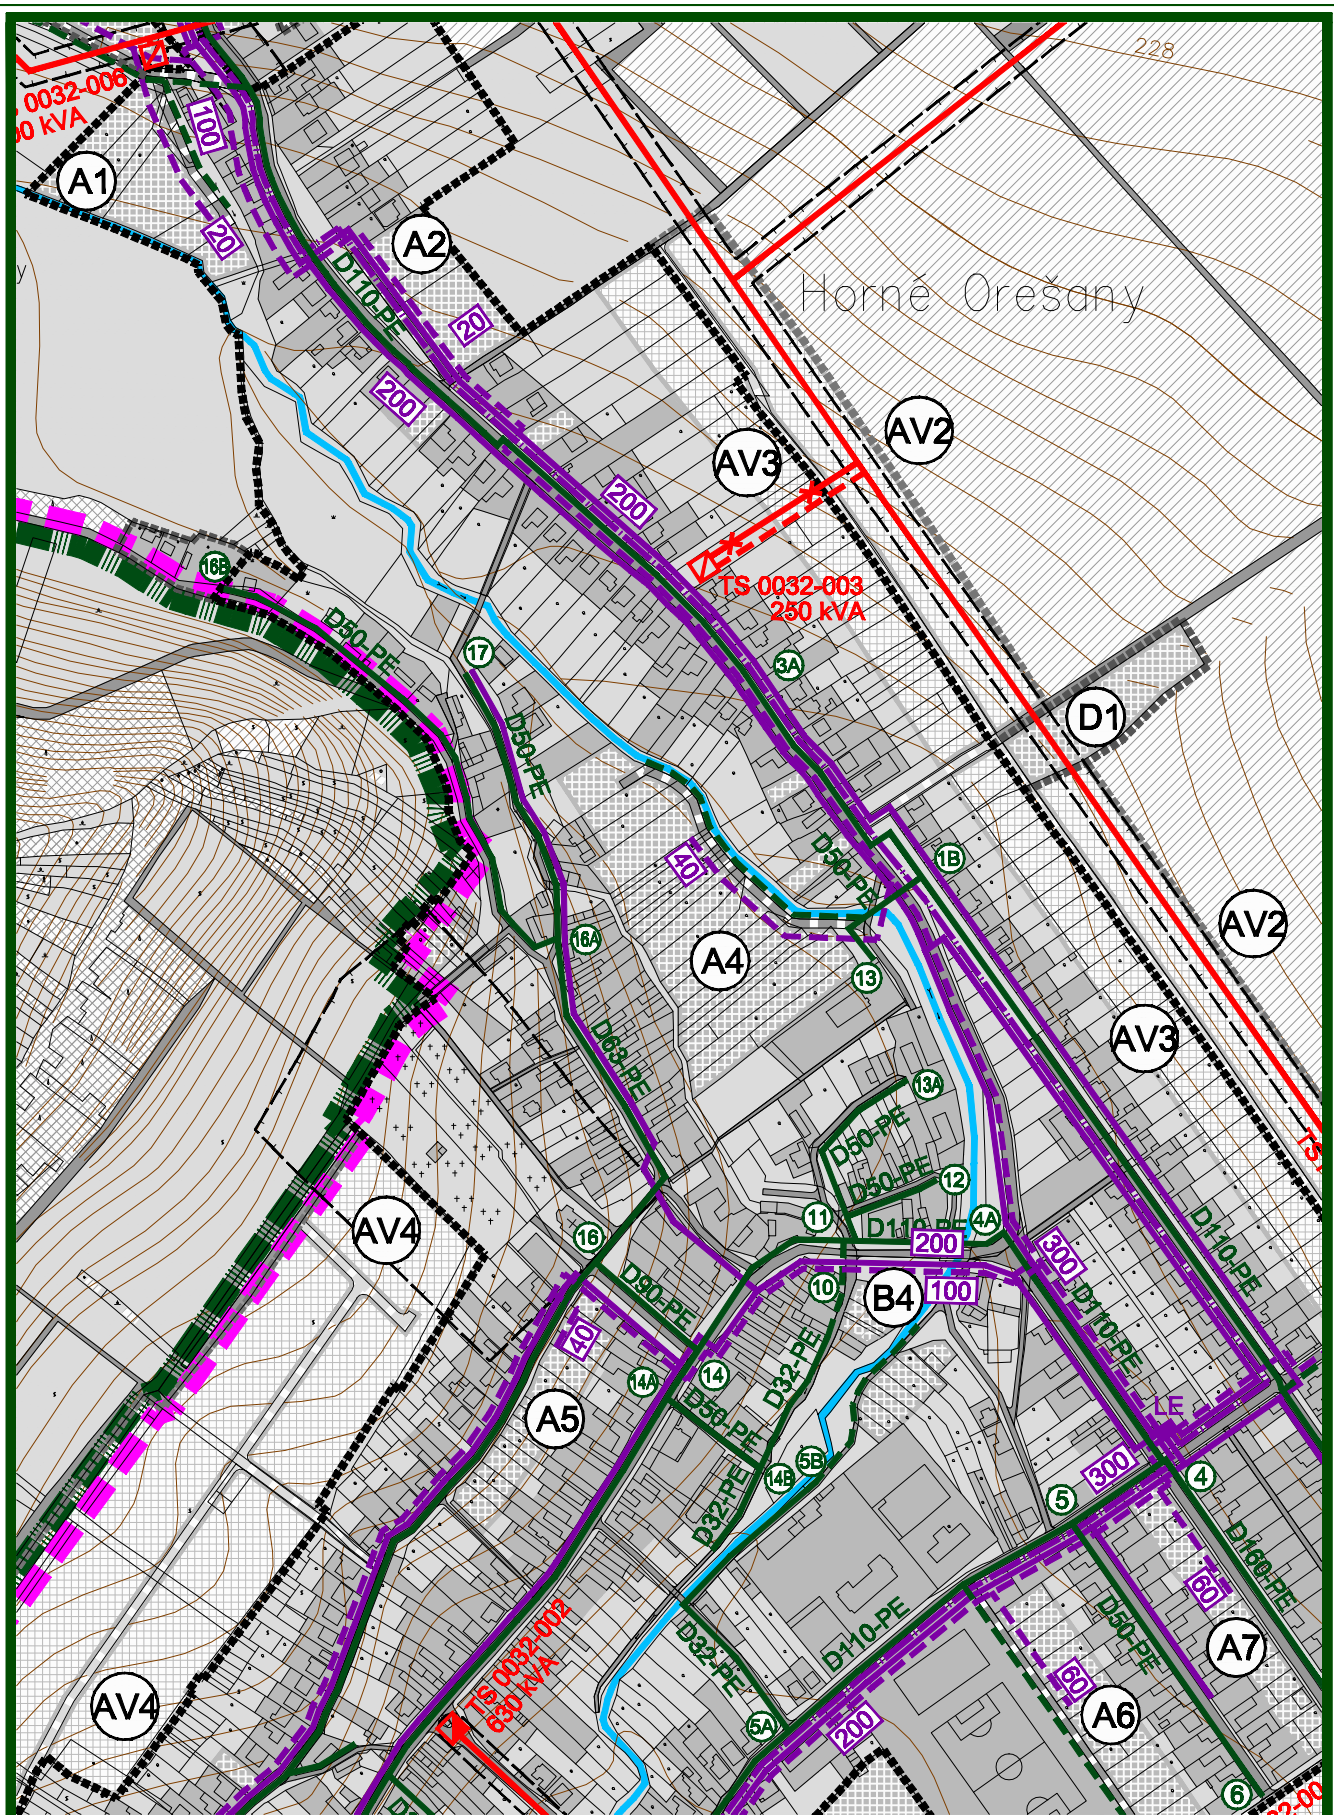 228
0032-006
kVA
100
A1
20
A2
D110-PE
20
200
Horné Orešany
AV2
AV3
200
TS 0032-003
250 kVA
16B
D50-PE
17
3A
D1
D50-PE
D50-PE
1B
40
AV2
16A
A4
13
AV3
D63-PE
13A
D50-PE
D50-PE
12
11
D110-PE
4A
AV4
16
200
300
D110-PE
D90-PE
10
B4
100
D110-PE
40
14A
14
D32-PE
A5
D50-PE
LE
14B
5B
300
4
5
D32-PE
D160-PE
60
D50-PE
TS 0032-002
630 kVA
D32-PE
D110-PE
A7
60
AV4
5A
200
A6
6